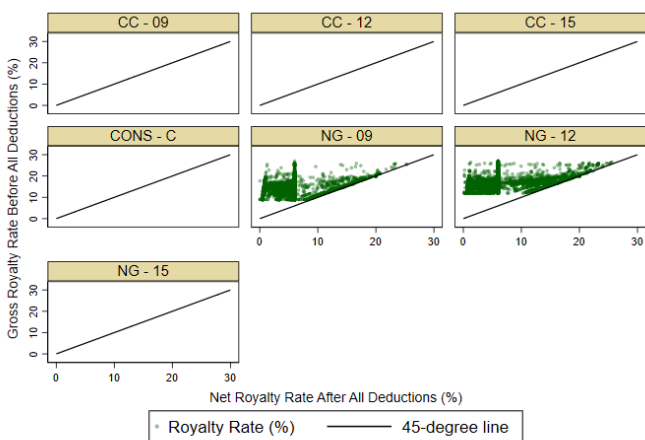 CC - 09 CC - 12 CC - 15
30
20
10
0
CONS - C NG - 09 NG - 12
30
20
10
0
0 10 20 30 0 10 20 30
NG - 15
30
20
10
0
0 10 20 30
Gross Royalty Rate Before All Deductions (%)
Net Royalty Rate After All Deductions (%)
Royalty Rate (%) 45-degree line